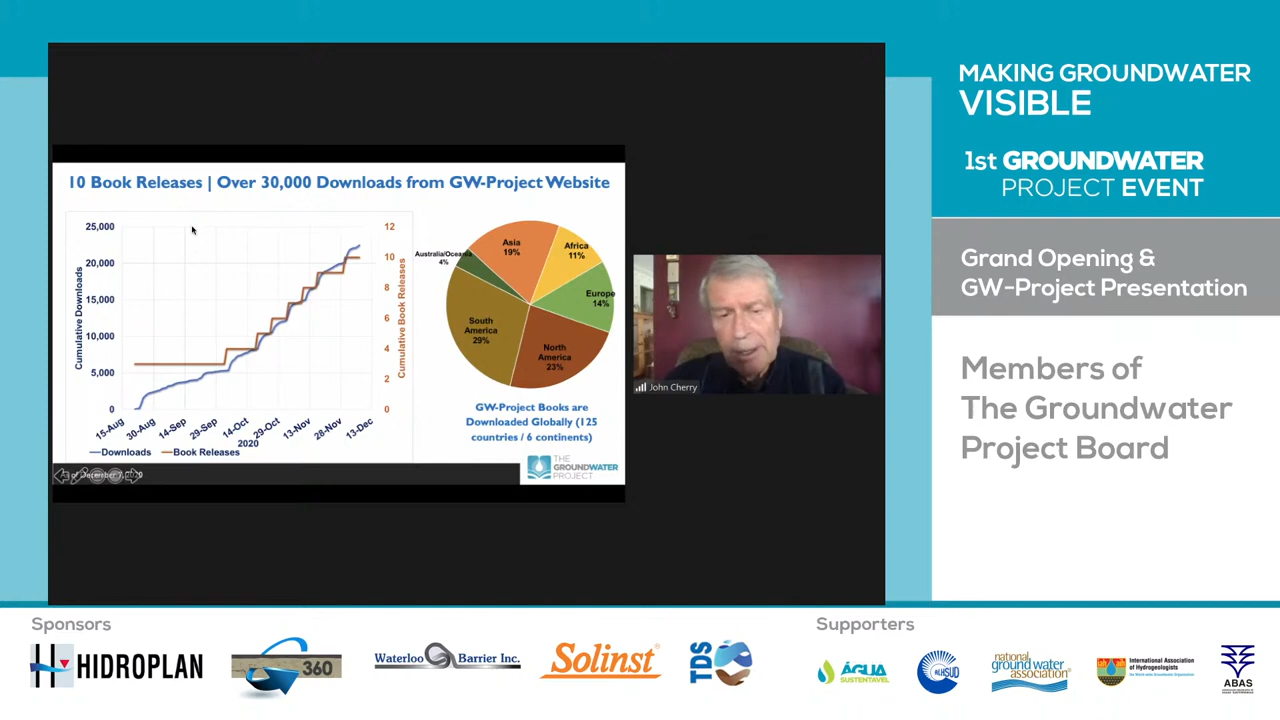 MAKING GROUNDWATER
VISIBLE
1st GROUNDWATER
PROJECT EVENT
Grand Opening &
GW-Project Presentation
Members of
The Groundwater
Project Board
10 Book Releases | Over 30,000 Downloads from GW-Project Website
25,000
20,000
15,000
10,000
5,000
0
Cumulative Downloads
12
10
8
6
4
2
0
Cumulative Book Releases
15-Aug
30-Aug
14-Sep
29-Sep
14-Oct
29-Oct
13-Nov
28-Nov
13-Dec
2020
Downloads
Book Releases
Asia
19%
Africa
11%
Europe
14%
North
America
23%
South
America
29%
Australia/Oceania
4%
GW-Project Books are
Downloaded Globally (125
countries / 6 continents)
THE
GROUNDWATER
PROJECT
of December 7, 2020
John Cherry
Sponsors
HIDROPLAN
360
Waterloo Barrier Inc.
Solinst
TDS
Supporters
ÁGUA
SUSTENTÁVEL
ALHSUD
national
ground water
association
International Association
of Hydrogeologists
ABAS